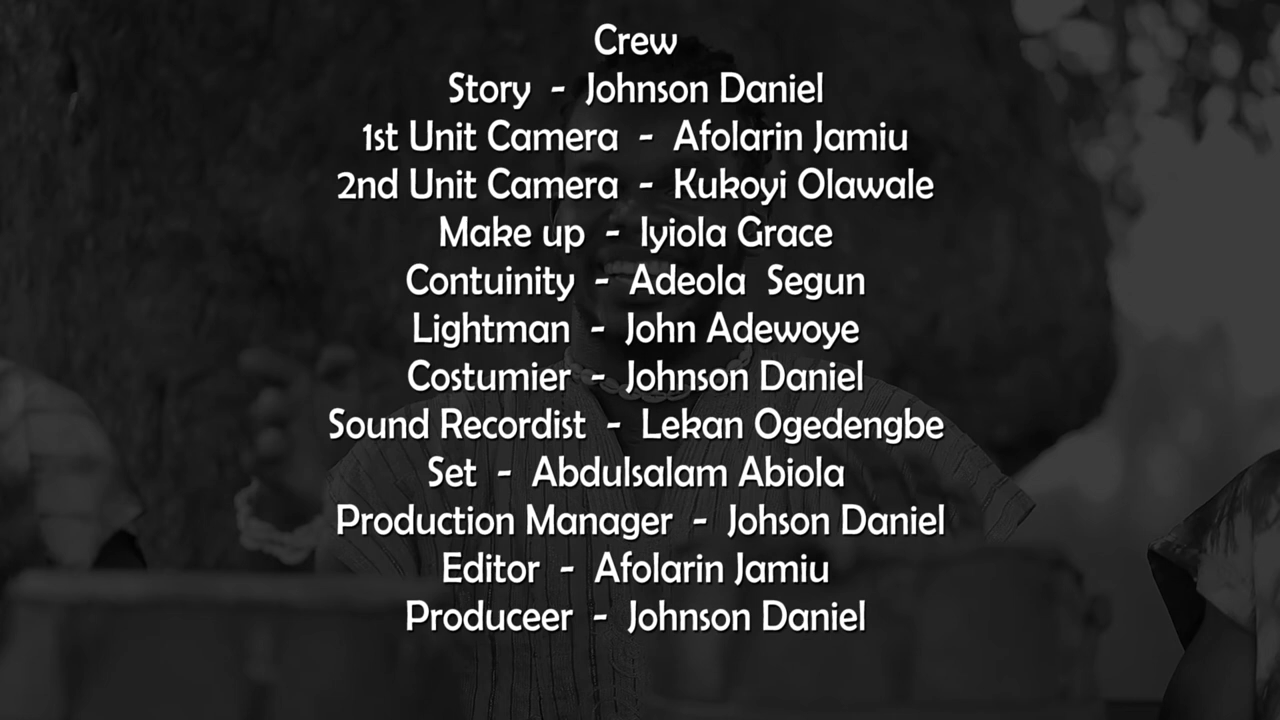 Crew
Story - Johnson Daniel
1st Unit Camera - Afolarin Jamiu
2nd Unit Camera - Kukoyi Olawale
Make up - Iyiola Grace
Contuinity - Adeola Segun
Lightman - John Adewoye
Costumier - Johnson Daniel
Sound Recordist - Lekan Ogedengbe
Set - Abdulsalam Abiola
Production Manager - Johson Daniel
Editor - Afolarin Jamiu
Produceer - Johnson Daniel